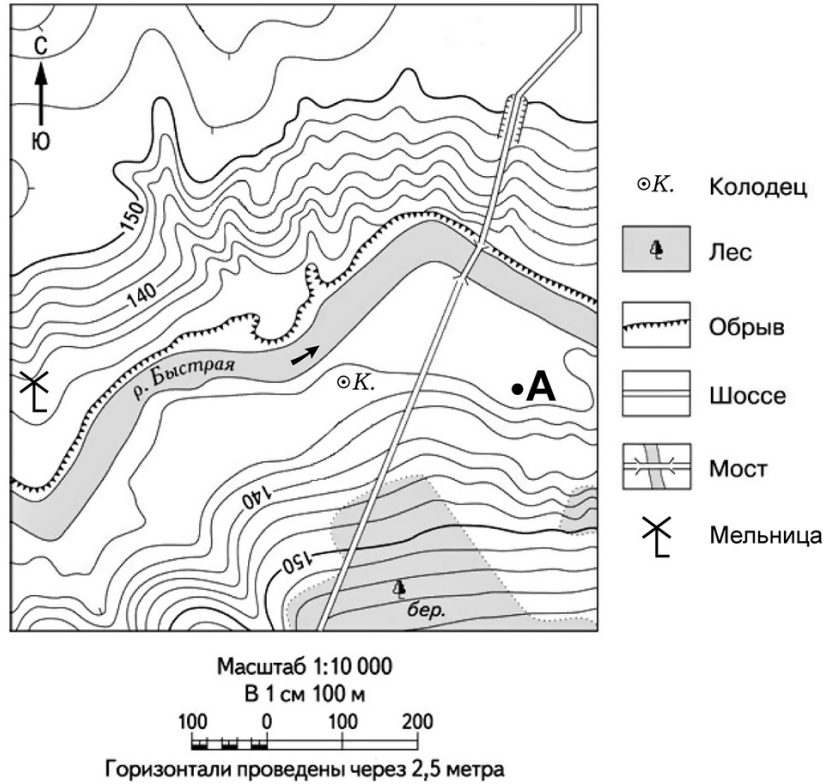 С
Ю
150
140
р. Быстрая
К.
А
140
150
бер.
К. Колодец
Лес
Обрыв
Шоссе
Мост
Мельница
Масштаб 1:10 000
В 1 см 100 м
100 0 100 200
Горизонтали проведены через 2,5 метра